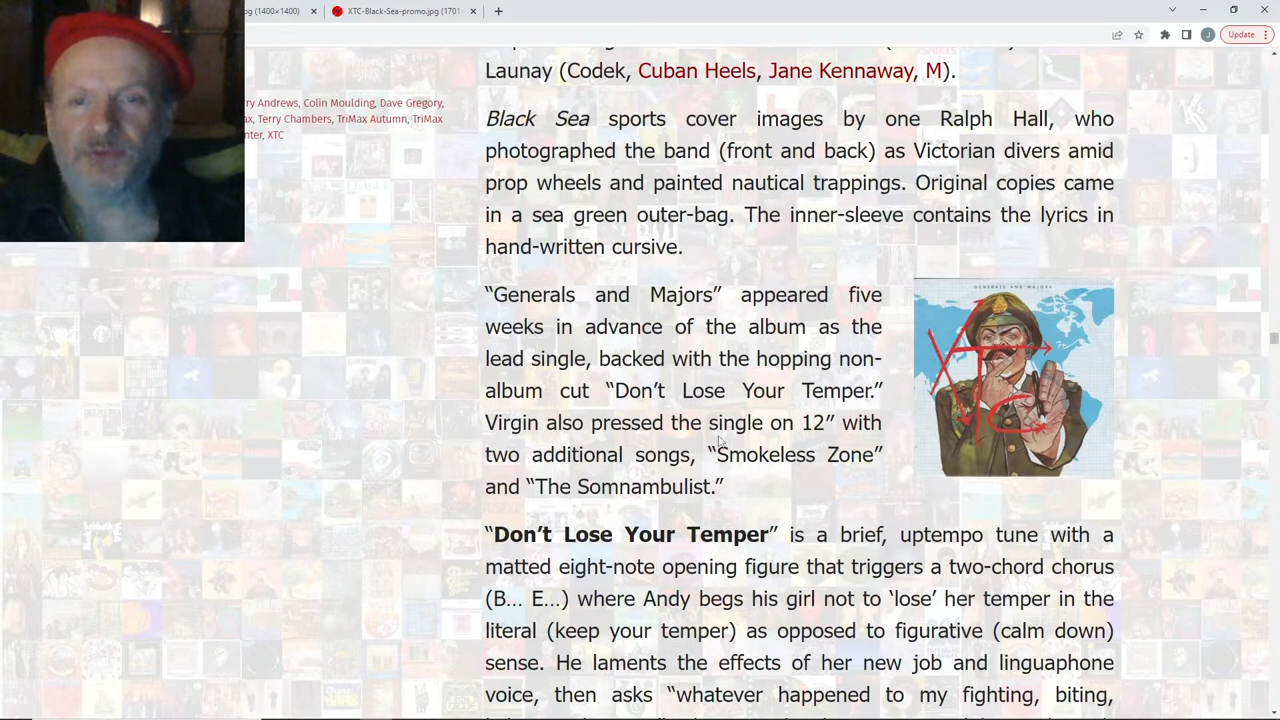 pg (1400×1400)
XTC-Black-Sea-promo.jpg (1701
Update
J
Launay (Codek, Cuban Heels, Jane Kennaway, M).
rry Andrews, Colin Moulding, Dave Gregory,
ax, Terry Chambers, TriMax Autumn, TriMax
nter, XTC
Black Sea sports cover images by one Ralph Hall, who
photographed the band (front and back) as Victorian divers amid
prop wheels and painted nautical trappings. Original copies came
in a sea green outer-bag. The inner-sleeve contains the lyrics in
hand-written cursive.
“Generals and Majors” appeared five
weeks in advance of the album as the
lead single, backed with the hopping non-
album cut “Don’t Lose Your Temper.”
Virgin also pressed the single on 12″ with
two additional songs, “Smokeless Zone”
and “The Somnambulist.”
GENERALS AND MAJORS
XTC
“Don’t Lose Your Temper” is a brief, uptempo tune with a
matted eight-note opening figure that triggers a two-chord chorus
(B… E…) where Andy begs his girl not to ‘lose’ her temper in the
literal (keep your temper) as opposed to figurative (calm down)
sense. He laments the effects of her new job and linguaphone
voice, then asks “whatever happened to my fighting, biting,